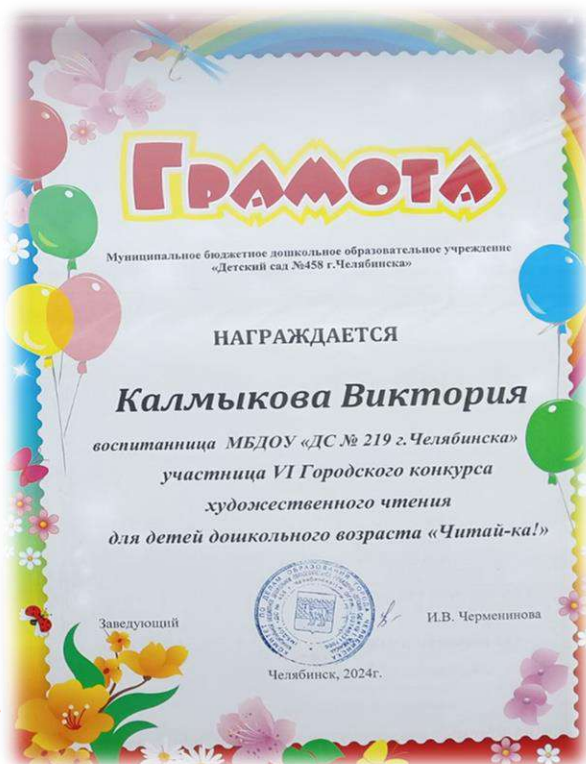 ГРАМОТА
Муниципальное бюджетное дошкольное образовательное учреждение
«Детский сад №458 г.Челябинска»
НАГРАЖДАЕТСЯ
Калмыкова Виктория
воспитанница МБДОУ «ДС № 219 г.Челябинска»
участница VI Городского конкурса
художественного чтения
для детей дошкольного возраста «Читай-ка!»
Заведующий
И.В. Черменинова
Челябинск, 2024г.